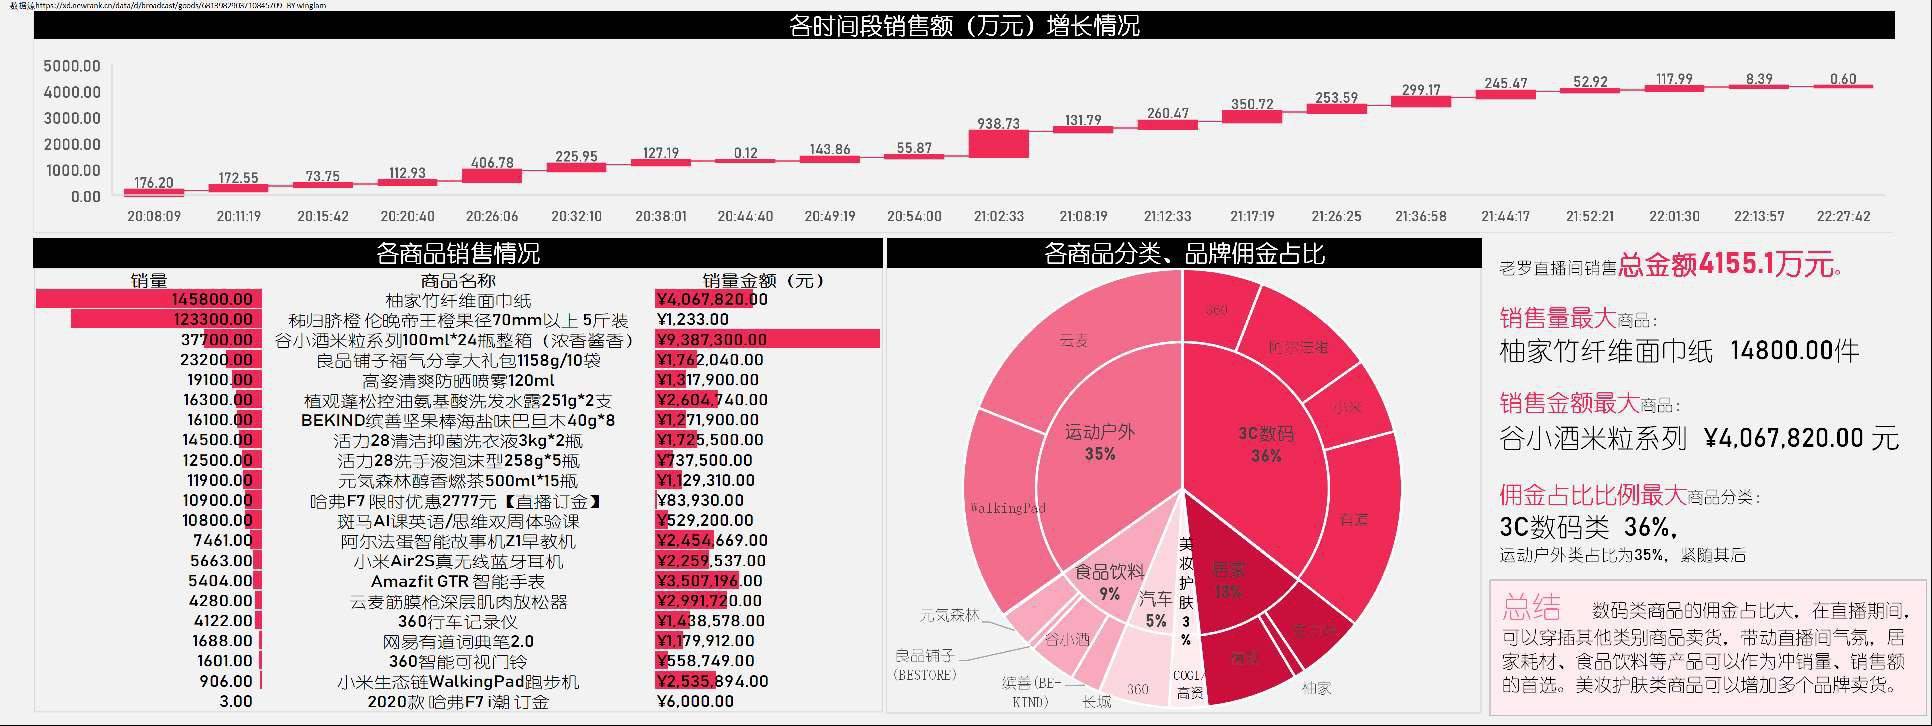 数据源https://xd.newrank.cn/data/d/broadcast/goods/6813982903710845709 BY winglam
各时间段销售额（万元）增长情况
5000.00
4000.00
3000.00
2000.00
1000.00
0.00
176.20 172.55 73.75 112.93 406.78 225.95 127.19 0.12 143.86 55.87 938.73 131.79 260.47 350.72 253.59 299.17 245.47 52.92 117.99 8.39 0.60
20:08:09 20:11:19 20:15:42 20:20:40 20:26:06 20:32:10 20:38:01 20:44:40 20:49:19 20:54:00 21:02:33 21:08:19 21:12:33 21:17:19 21:26:25 21:36:58 21:44:17 21:52:21 22:01:30 22:13:57 22:27:42
各商品销售情况
销量 商品名称 销量金额（元）
145800.00 柚家竹纤维面巾纸 ¥4,067,820.00
123300.00 秭归脐橙 伦晚帝王橙果径70mm以上 5斤装 ¥1,233.00
37700.00 谷小酒米粒系列100ml*24瓶整箱（浓香酱香） ¥9,387,300.00
23200.00 良品铺子福气分享大礼包1158g/10袋 ¥1,762,040.00
19100.00 高姿清爽防晒喷雾120ml ¥1,317,900.00
16300.00 植观蓬松控油氨基酸洗发水露251g*2支 ¥2,604,740.00
16100.00 BEKIND缤善坚果棒海盐味巴旦木40g*8 ¥1,271,900.00
14500.00 活力28清洁抑菌洗衣液3kg*2瓶 ¥1,725,500.00
12500.00 活力28洗手液泡沫型258g*5瓶 ¥737,500.00
11900.00 元気森林醇香燃茶500ml*15瓶 ¥1,129,310.00
10900.00 哈弗F7 限时优惠2777元【直播订金】 ¥83,930.00
10800.00 斑马AI课英语/思维双周体验课 ¥529,200.00
7461.00 阿尔法蛋智能故事机Z1早教机 ¥2,454,669.00
5663.00 小米Air2S真无线蓝牙耳机 ¥2,259,537.00
5404.00 Amazfit GTR 智能手表 ¥3,507,196.00
4280.00 云麦筋膜枪深层肌肉放松器 ¥2,991,720.00
4122.00 360行车记录仪 ¥1,438,578.00
1688.00 网易有道词典笔2.0 ¥1,179,912.00
1601.00 360智能可视门铃 ¥558,749.00
906.00 小米生态链WalkingPad跑步机 ¥2,535,894.00
3.00 2020款 哈弗F7 i潮 订金 ¥6,000.00
各商品分类、品牌佣金占比
360
云麦
小米
运动户外
35%
3C数码
36%
WalkingPad
有道
食品饮料
9%
汽车
5%
美妆护肤3%
居家
13%
元気森林
谷小酒
良品铺子
(BESTORE)
缤善(BE-
KIND)
长城
360
COGI/
高资
植观
柚家
老罗直播间销售总金额4155.1万元。
销售量最大商品：
柚家竹纤维面巾纸 14800.00件
销售金额最大商品：
谷小酒米粒系列 ¥4,067,820.00 元
佣金占比比例最大商品分类：
3C数码类 36%，
运动户外类占比为35%，紧随其后
总结 数码类商品的佣金占比大，在直播期间，
可以穿插其他类别商品卖货，带动直播间气氛，居
家耗材、食品饮料等产品可以作为冲销量、销售额
的首选。美妆护肤类商品可以增加多个品牌卖货。